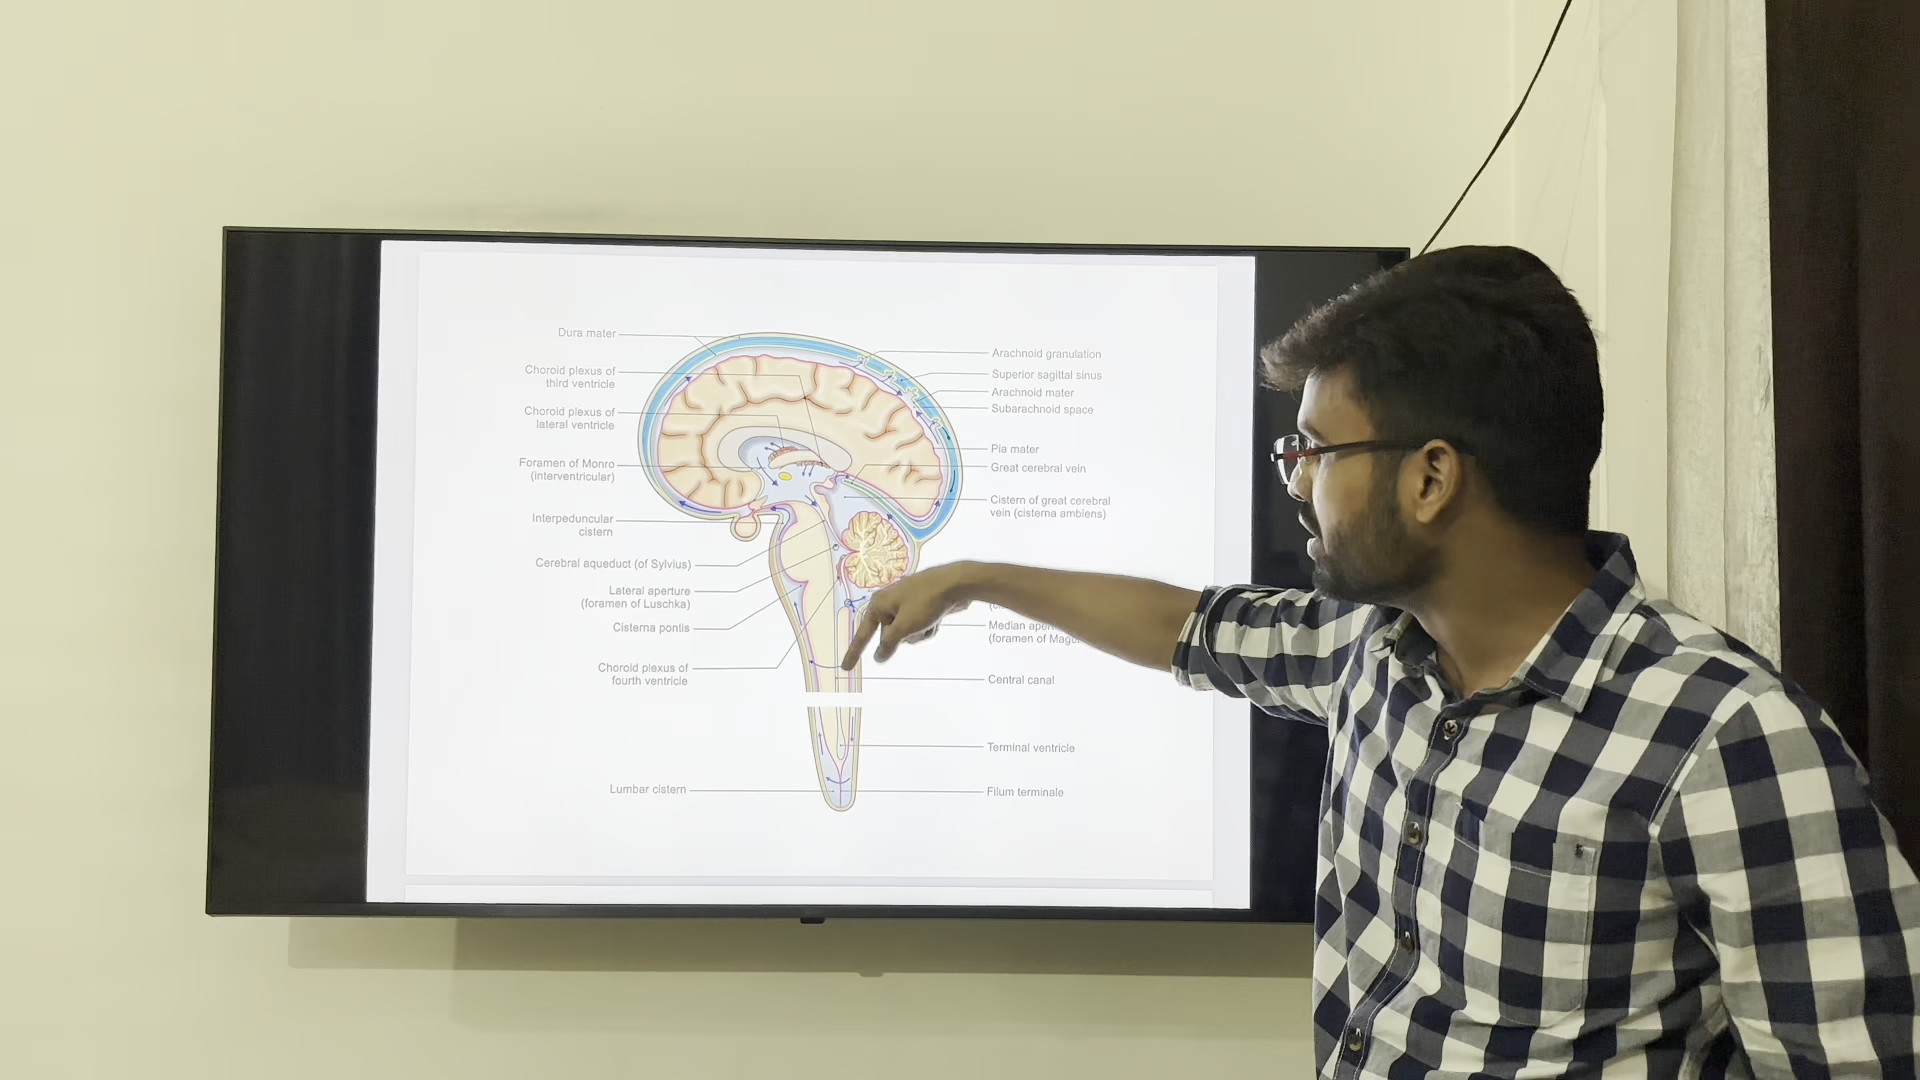 Dura mater
Choroid plexus of
third ventricle
Choroid plexus of
lateral ventricle
Foramen of Monro
(interventricular)
Interpeduncular
cistern
Cerebral aqueduct (of Sylvius)
Lateral aperture
(foramen of Luschka)
Cisterna pontis
Choroid plexus of
fourth ventricle
Lumbar cistern
Arachnoid granulation
Superior sagittal sinus
Arachnoid mater
Subarachnoid space
Pia mater
Great cerebral vein
Cistern of great cerebral
vein (cisterna ambiens)
Median
(foramen of
Central canal
Terminal ventricle
Filum terminale